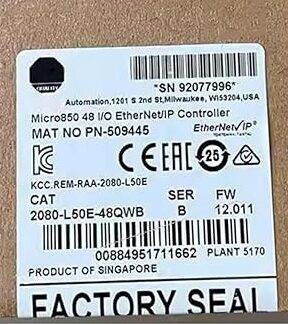 QUALITY
*SN 92077996*
Automation,1201 S 2nd St,Milwaukee, WI53204,USA
Micro850 48 I/O EtherNet/IP Controller
MAT NO PN-509445
EtherNet/IP
KCC.REM-RAA-2080-L50E
CE EAC 25
CAT SER FW
2080-L50E-48QWB B 12.011
00884951711662 PLANT 5170
PRODUCT OF SINGAPORE
FACTORY SEAL